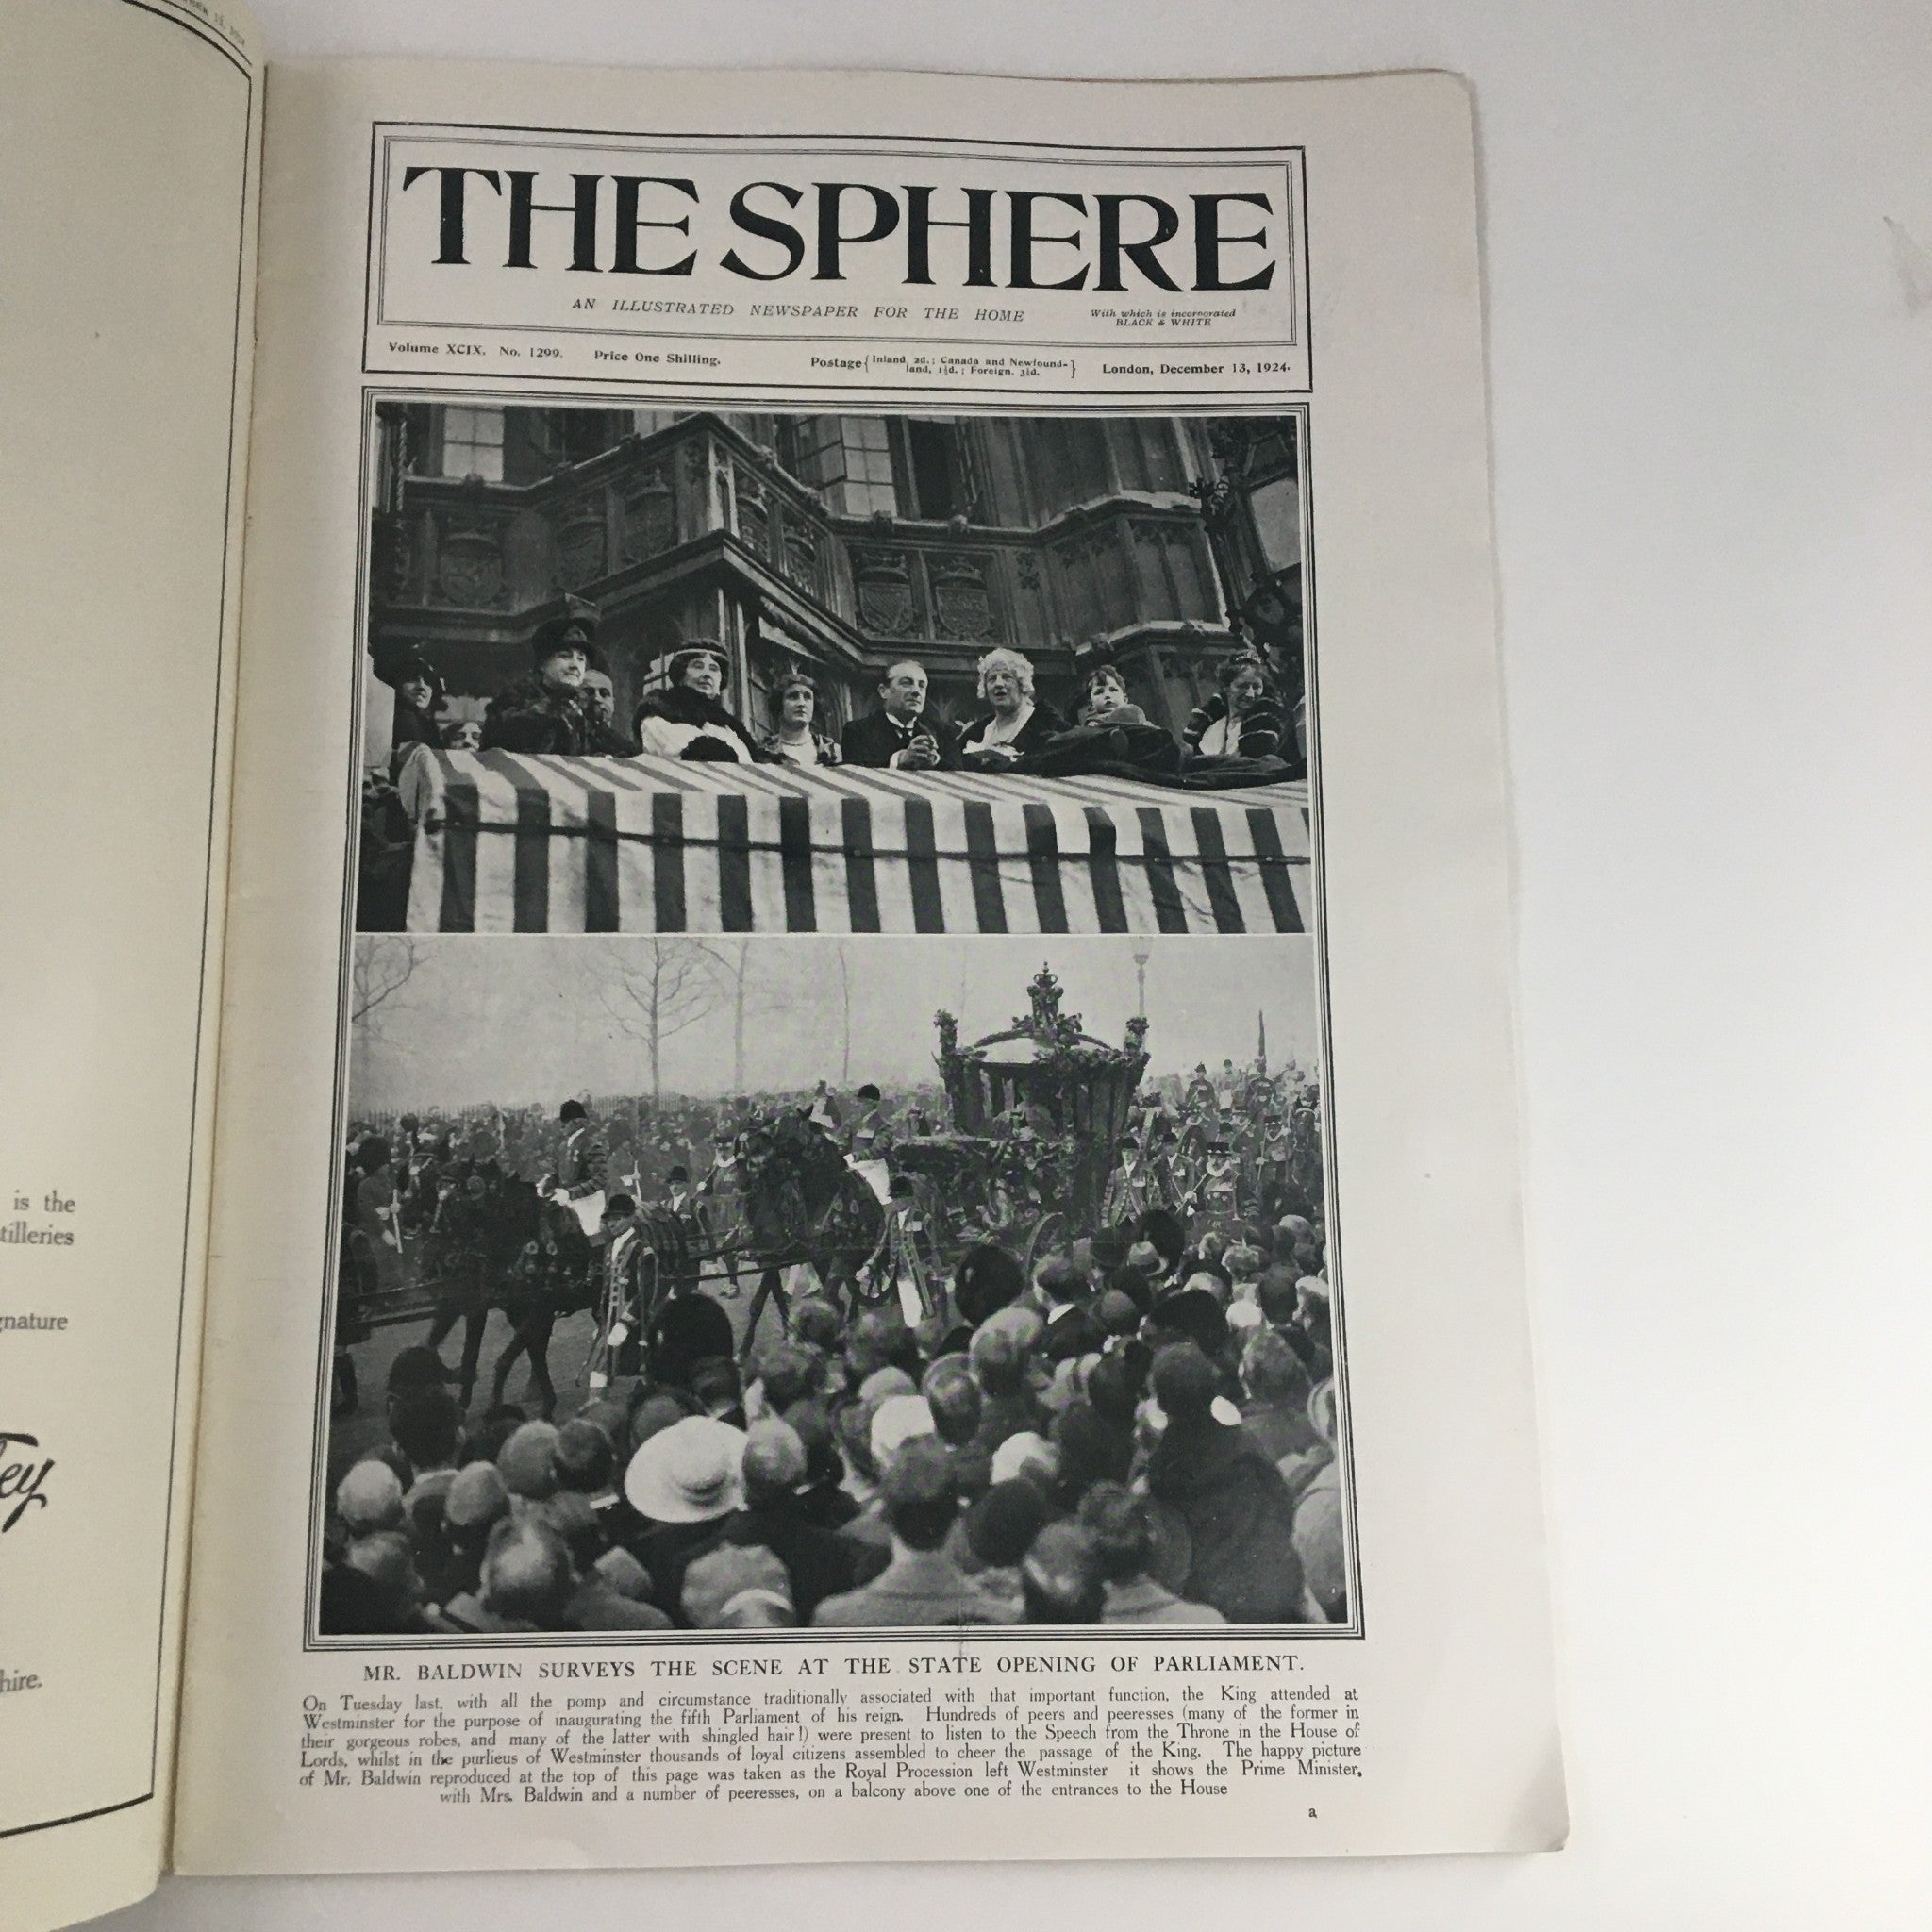 is the
tilleries
gnature
ey
hire.
THE SPHERE
AN ILLUSTRATED NEWSPAPER FOR THE HOME
With which is incorporated
BLACK & WHITE
Volume XCIX. No. 1299. Price One Shilling. Postage { Inland, 2d.; Canada and Newfound-
land, 1½d.; Foreign, 3½d. } London, December 13, 1924.
MR. BALDWIN SURVEYS THE SCENE AT THE STATE OPENING OF PARLIAMENT.
On Tuesday last, with all the pomp and circumstance traditionally associated with that important function, the King attended at
Westminster for the purpose of inaugurating the fifth Parliament of his reign. Hundreds of peers and peeresses (many of the former in
their gorgeous robes, and many of the latter with shingled hair!) were present to listen to the Speech from the Throne in the House of
Lords, whilst in the purlieus of Westminster thousands of loyal citizens assembled to cheer the passage of the King. The happy picture
of Mr. Baldwin reproduced at the top of this page was taken as the Royal Procession left Westminster it shows the Prime Minister,
with Mrs. Baldwin and a number of peeresses, on a balcony above one of the entrances to the House
a